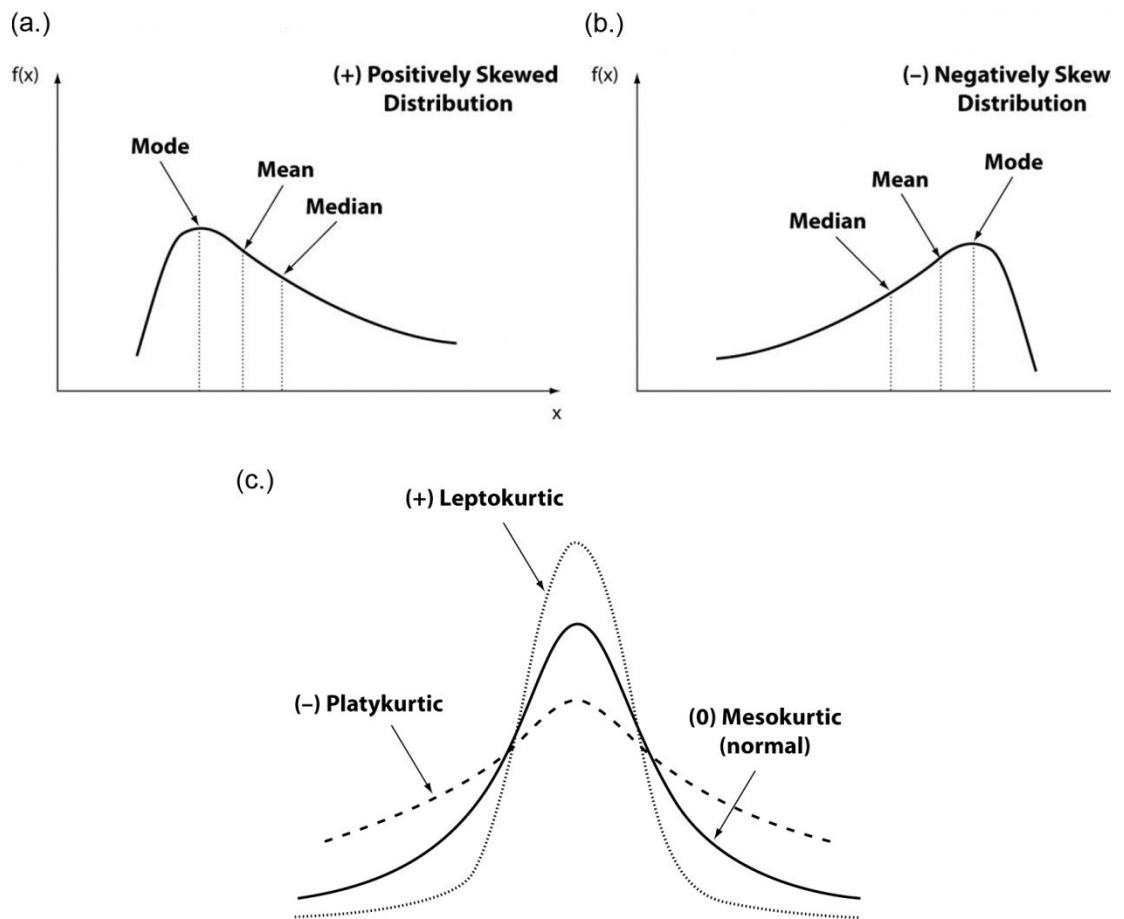 (a.)
f(x)
(+) Positively Skewed
Distribution
Mode
Mean
Median
x
(b.)
f(x)
(–) Negatively Skew
Distribution
Mode
Mean
Median
(c.)
(+) Leptokurtic
(–) Platykurtic
(0) Mesokurtic
(normal)